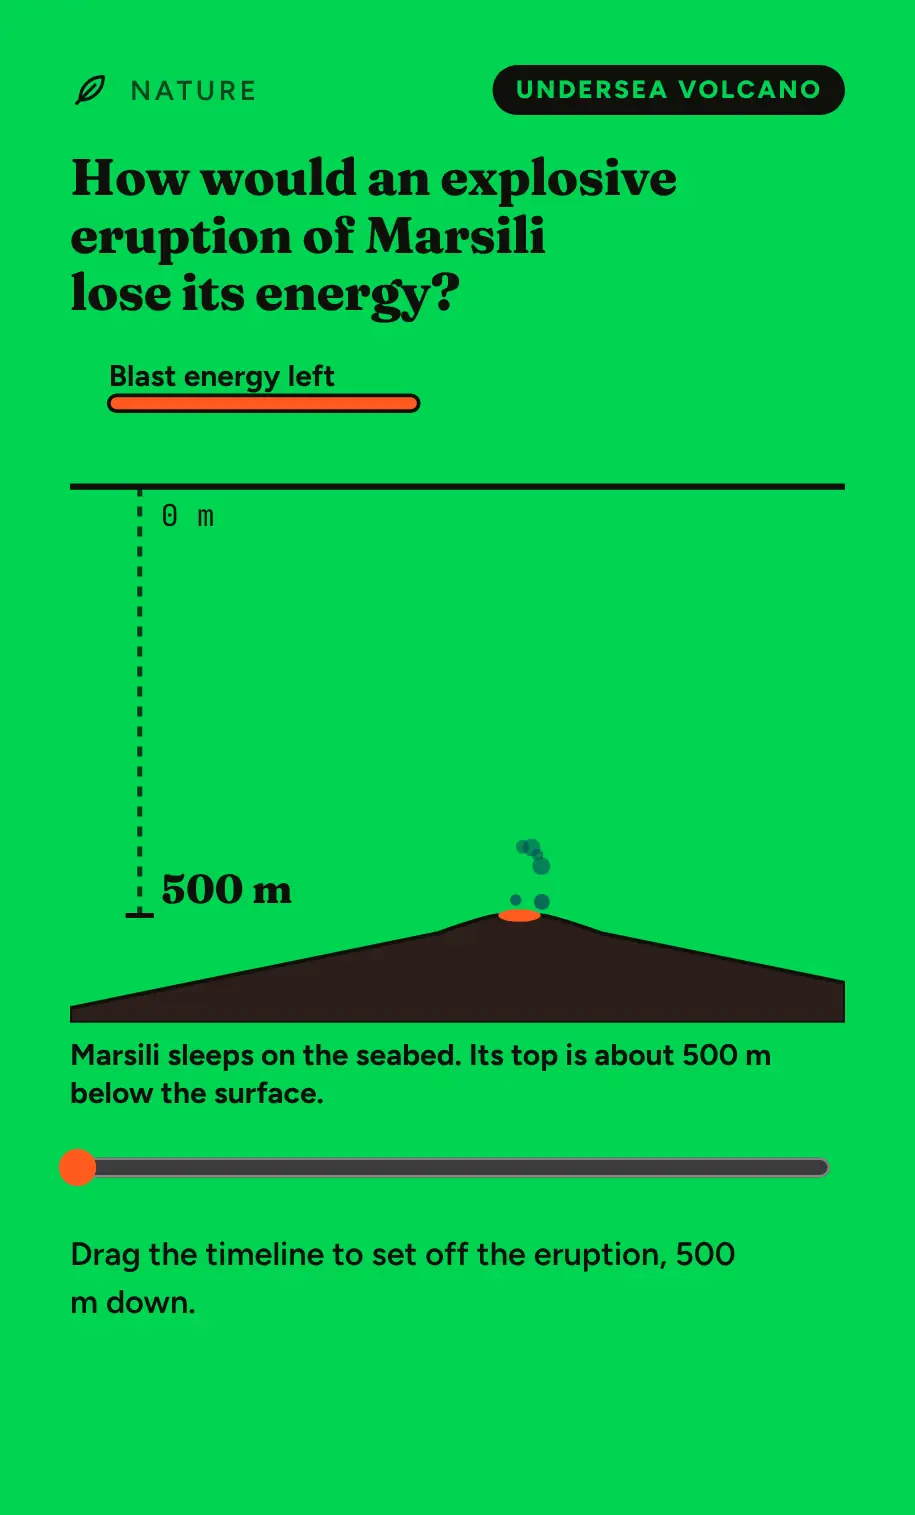 NATURE
UNDERSEA VOLCANO
How would an explosive
eruption of Marsili
lose its energy?
Blast energy left
0 m
500 m
Marsili sleeps on the seabed. Its top is about 500 m
below the surface.
Drag the timeline to set off the eruption, 500
m down.